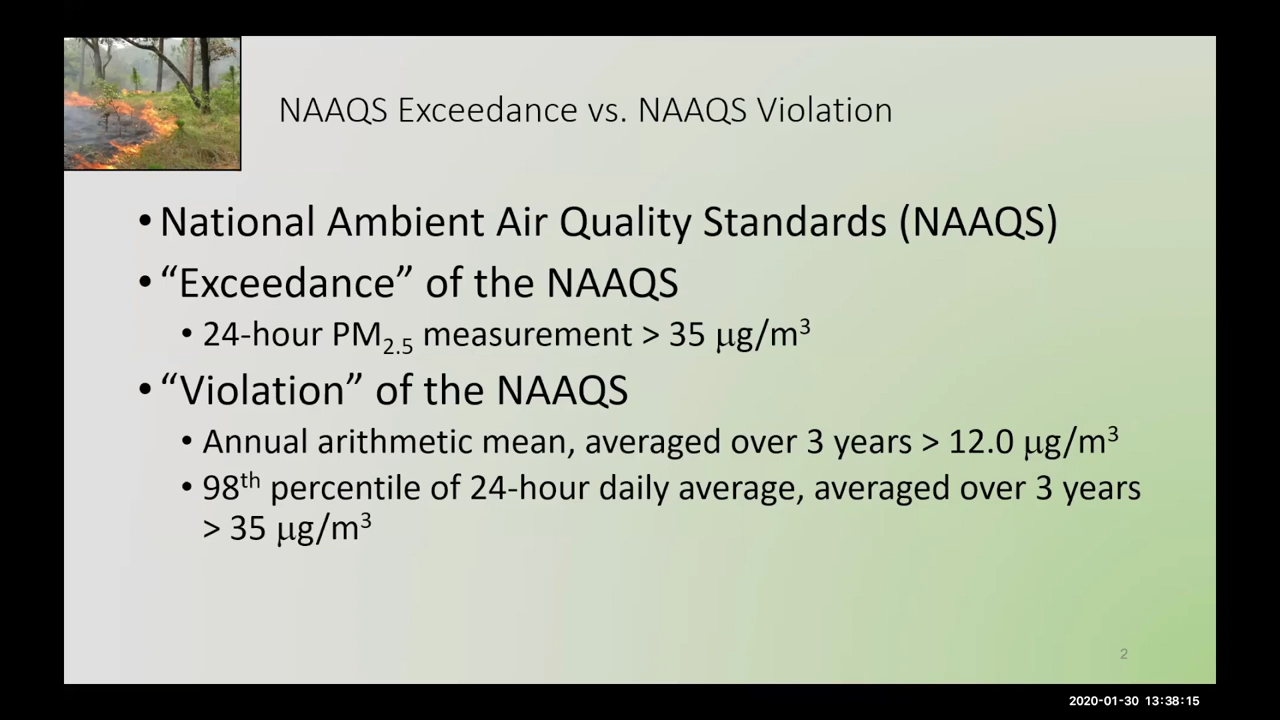 NAAQS Exceedance vs. NAAQS Violation
• National Ambient Air Quality Standards (NAAQS)
• “Exceedance” of the NAAQS
• 24-hour PM2.5 measurement > 35 μg/m³
• “Violation” of the NAAQS
• Annual arithmetic mean, averaged over 3 years > 12.0 μg/m³
• 98th percentile of 24-hour daily average, averaged over 3 years
> 35 μg/m³
2
2020-01-30 13:38:15